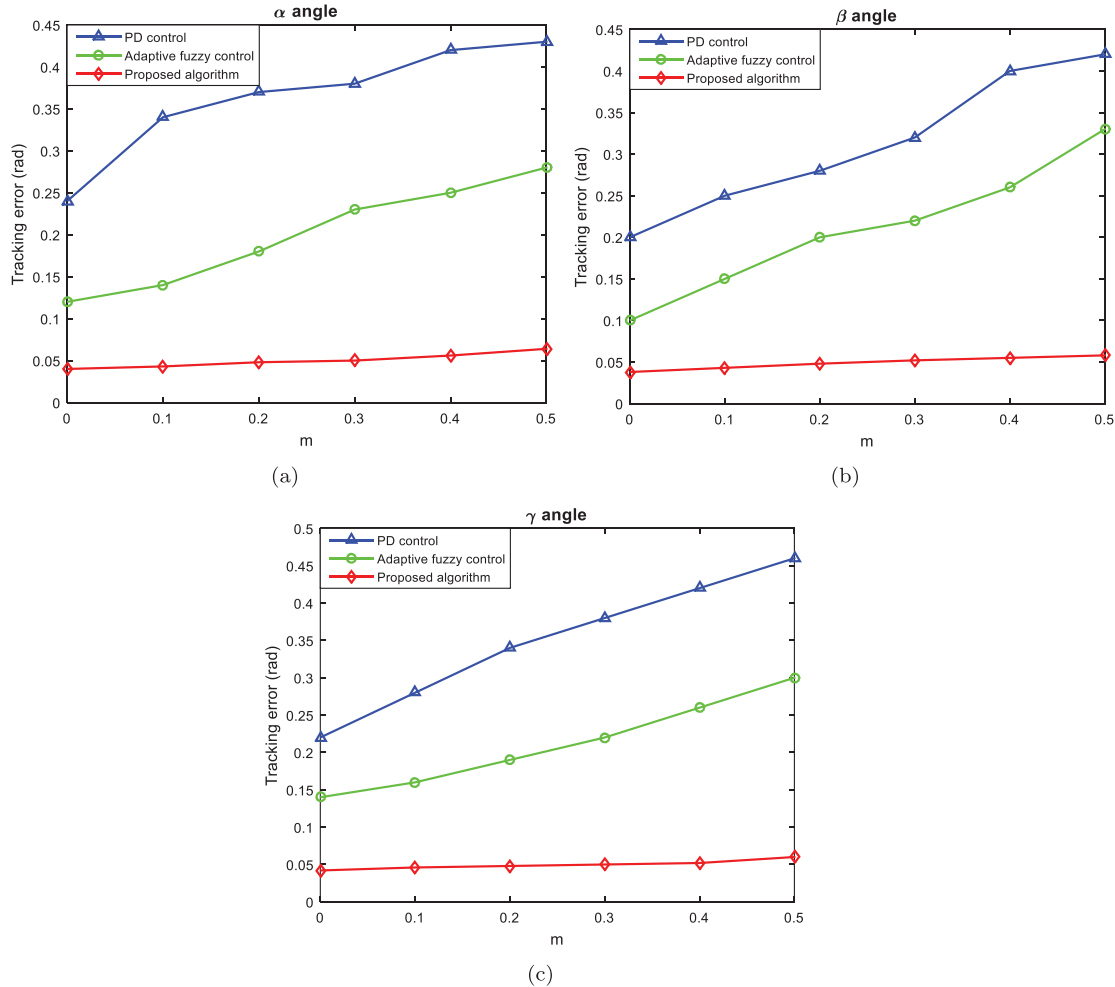 α angle
0.45
0.4
0.35
0.3
0.25
0.2
0.15
0.1
0.05
0
Tracking error (rad)
PD control
Adaptive fuzzy control
Proposed algorithm
0 0.1 0.2 0.3 0.4 0.5
m
(a)
β angle
0.45
0.4
0.35
0.3
0.25
0.2
0.15
0.1
0.05
0
Tracking error (rad)
PD control
Adaptive fuzzy control
Proposed algorithm
0 0.1 0.2 0.3 0.4 0.5
m
(b)
γ angle
0.5
0.45
0.4
0.35
0.3
0.25
0.2
0.15
0.1
0.05
0
Tracking error (rad)
PD control
Adaptive fuzzy control
Proposed algorithm
0 0.1 0.2 0.3 0.4 0.5
m
(c)